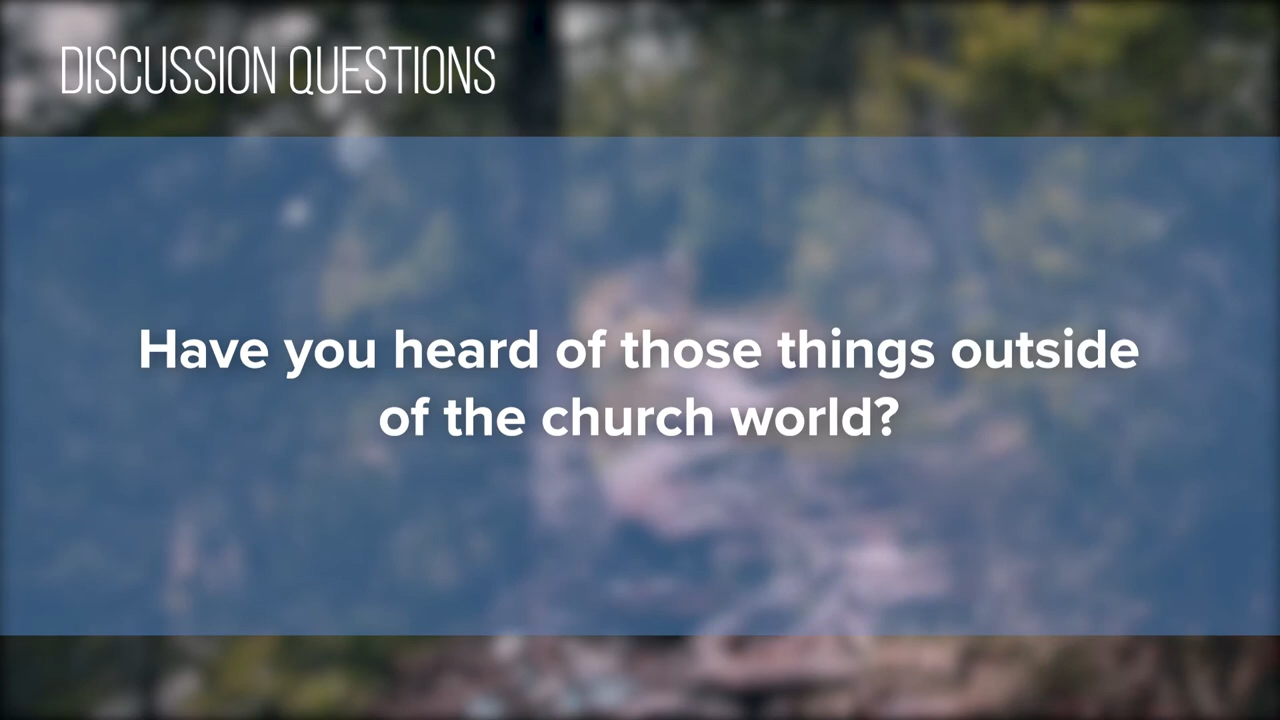 DISCUSSION QUESTIONS
Have you heard of those things outside
of the church world?